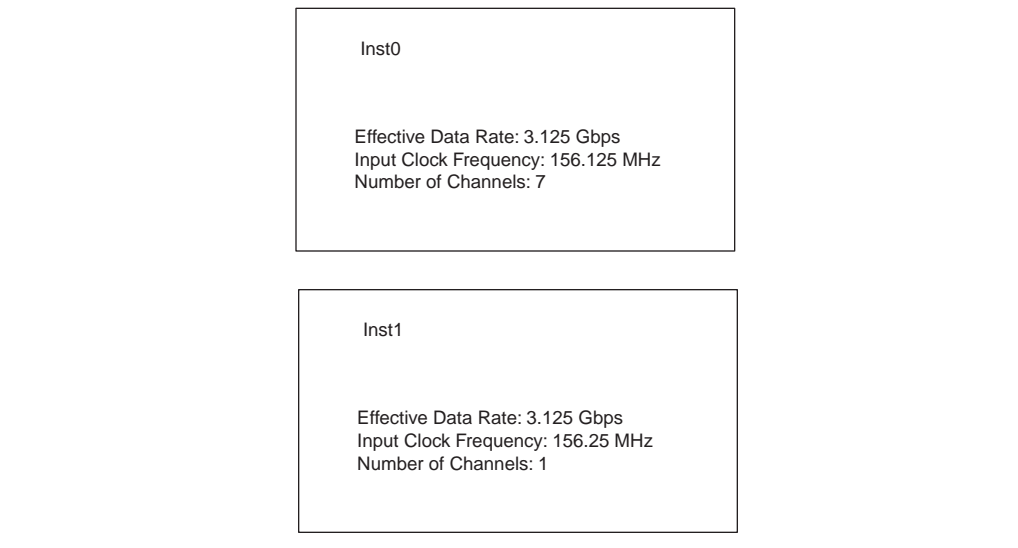 Inst0
Effective Data Rate: 3.125 Gbps
Input Clock Frequency: 156.125 MHz
Number of Channels: 7
Inst1
Effective Data Rate: 3.125 Gbps
Input Clock Frequency: 156.25 MHz
Number of Channels: 1